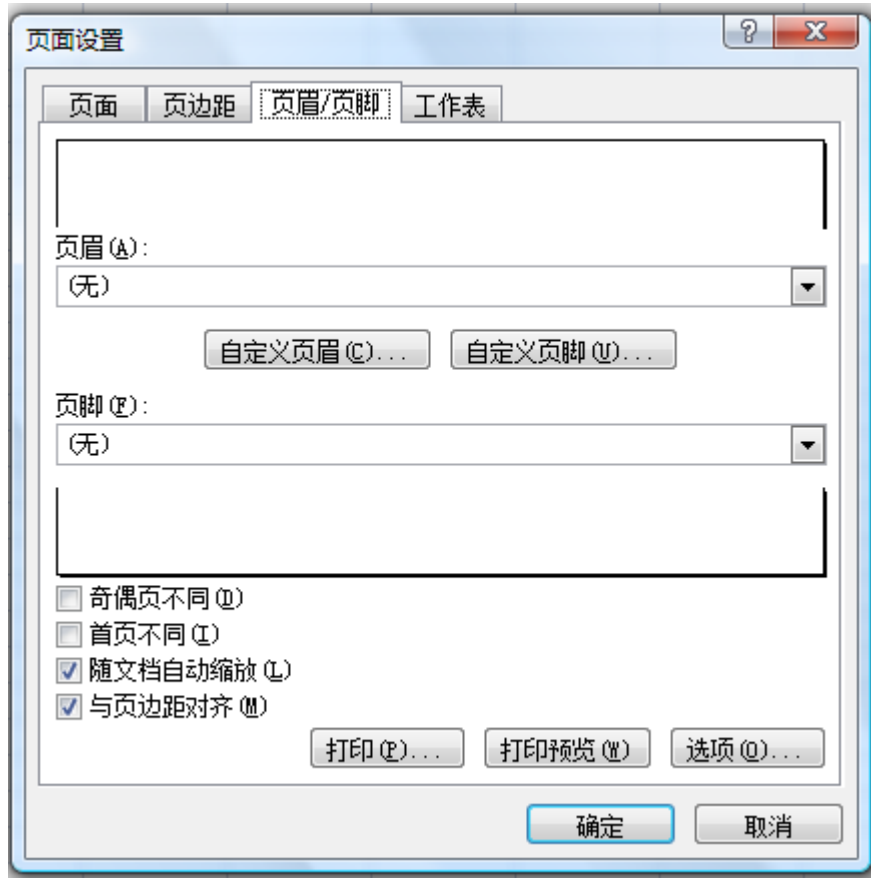 页面设置
页面 页边距 页眉/页脚 工作表
页眉(A):
(无)
自定义页眉(C)... 自定义页脚(U)...
页脚(F):
(无)
奇偶页不同(D)
首页不同(I)
随文档自动缩放(L)
与页边距对齐(M)
打印(P)... 打印预览(W) 选项(O)...
确定 取消